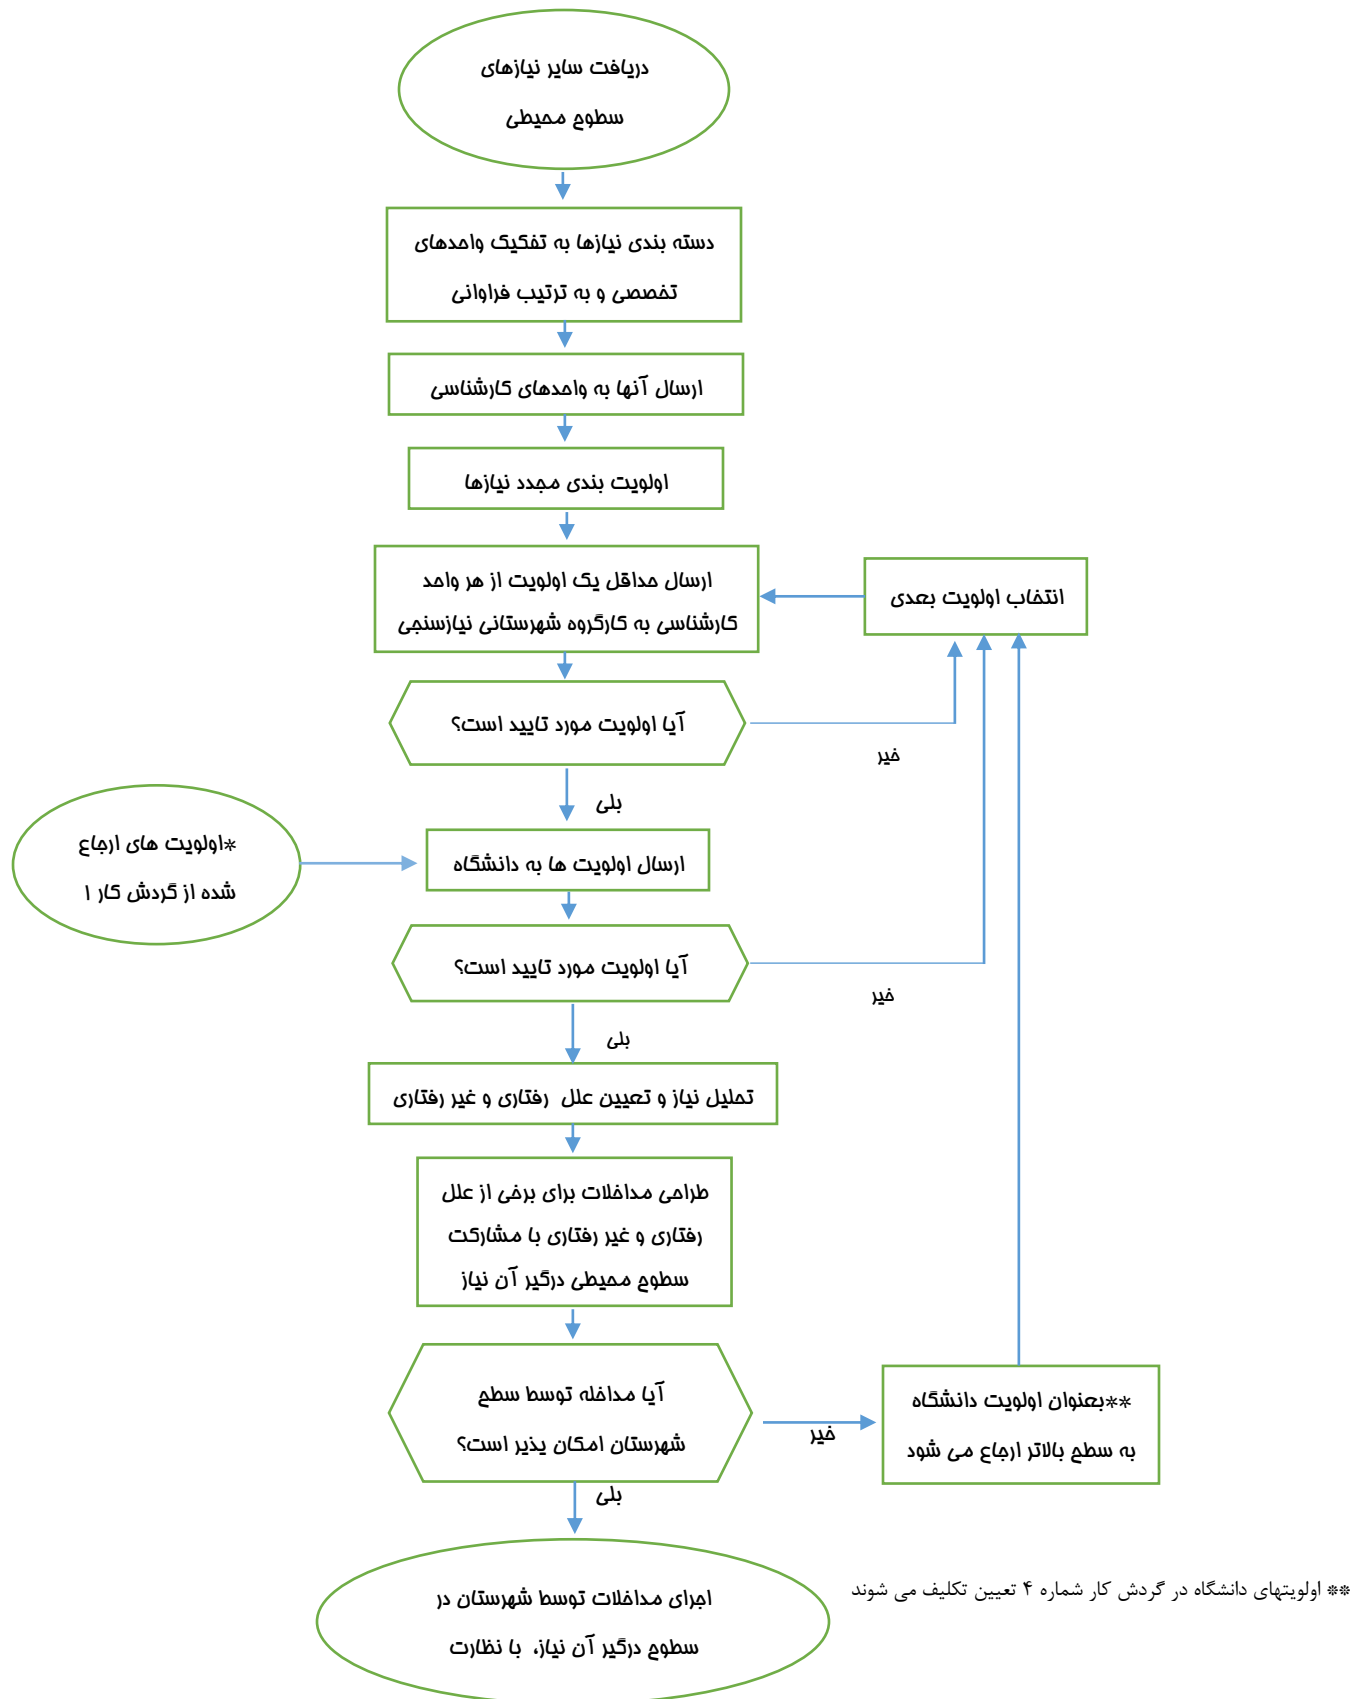 دریافت سایر نیازهای
سطوح محیطی
دسته بندی نیازها به تفکیک واحدهای
تخصصی و به ترتیب فراوانی
ارسال آنها به واحدهای کارشناسی
اولویت بندی مجدد نیازها
ارسال حداقل یک اولویت از هر واحد
کارشناسی به کارگروه شهرستانی نیازسنجی
انتخاب اولویت بعدی
آیا اولویت مورد تایید است؟
خیر
بلی
*اولویت های ارجاع
شده از گردش کار ۱
ارسال اولویت ها به دانشگاه
آیا اولویت مورد تایید است؟
خیر
بلی
تحلیل نیاز و تعیین علل رفتاری و غیر رفتاری
طراحی مداخلات برای برخی از علل
رفتاری و غیر رفتاری با مشارکت
سطوح محیطی درگیر آن نیاز
آیا مداخله توسط سطح
شهرستان امکان پذیر است؟
خیر
**بعنوان اولویت دانشگاه
به سطح بالاتر ارجاع می شود
بلی
اجرای مداخلات توسط شهرستان در
سطوح درگیر آن نیاز، با نظارت
** اولویتهای دانشگاه در گردش کار شماره ۴ تعیین تکلیف می شوند